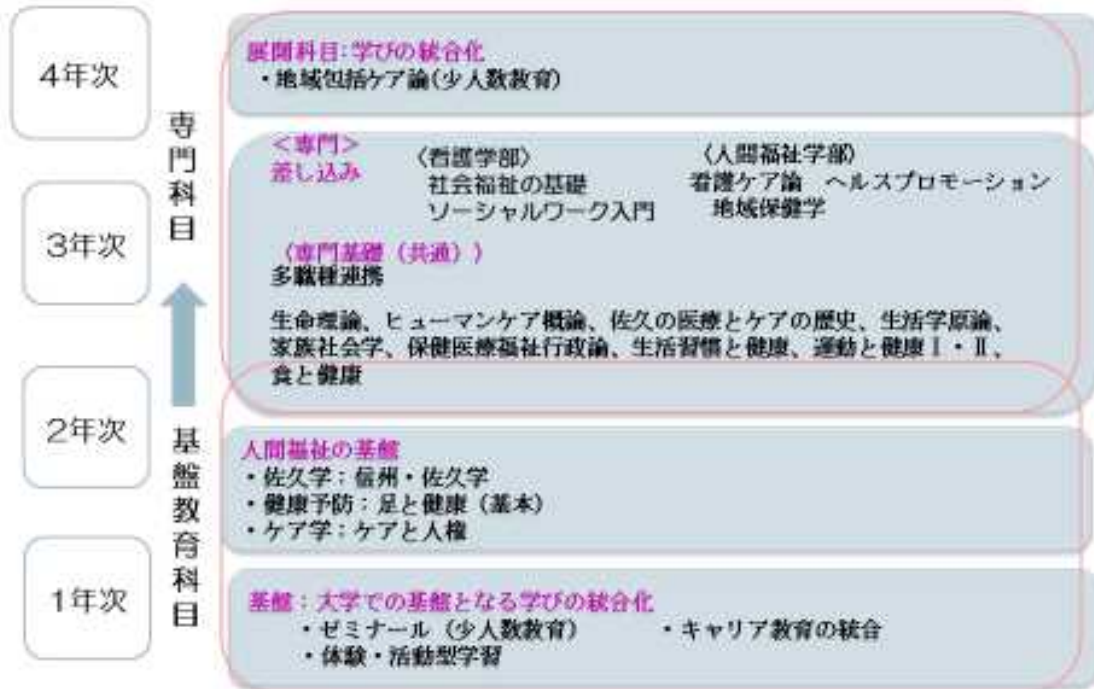 4年次
3年次
2年次
1年次
専門科目
基盤教育科目
展開科目:学びの統合化
・地域包括ケア論(少人数教育)
<専門>
差し込み
〈看護学部〉
社会福祉の基礎
ソーシャルワーク入門
〈人間福祉学部〉
看護ケア論 ヘルスプロモーション
地域保健学
〈専門基礎(共通)〉
多職種連携
生命理論、ヒューマンケア概論、佐久の医療とケアの歴史、生活学原論、
家族社会学、保健医療福祉行政論、生活習慣と健康、運動と健康Ⅰ・Ⅱ、
食と健康
人間福祉の基盤
・佐久学:信州・佐久学
・健康予防:足と健康(基本)
・ケア学:ケアと人権
基盤:大学での基盤となる学びの統合化
・ゼミナール(少人数教育) ・キャリア教育の統合
・体験・活動型学習